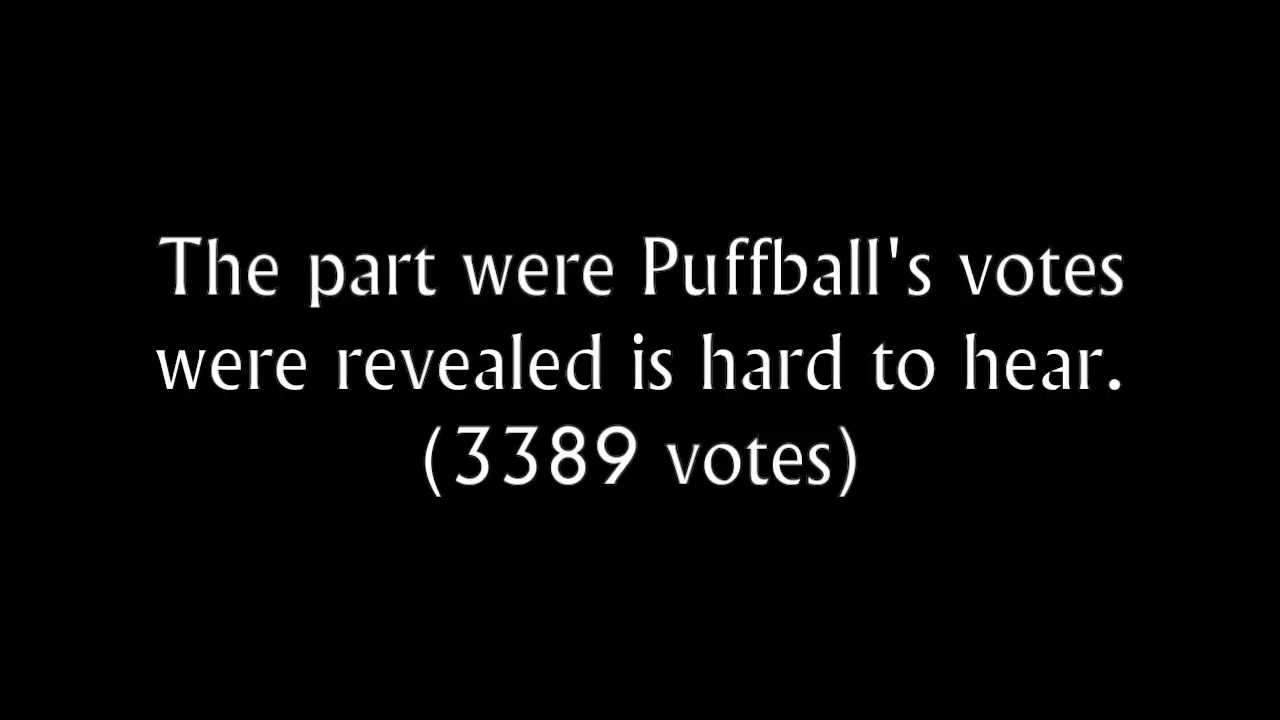 The part were Puffball's votes
were revealed is hard to hear.
(3389 votes)